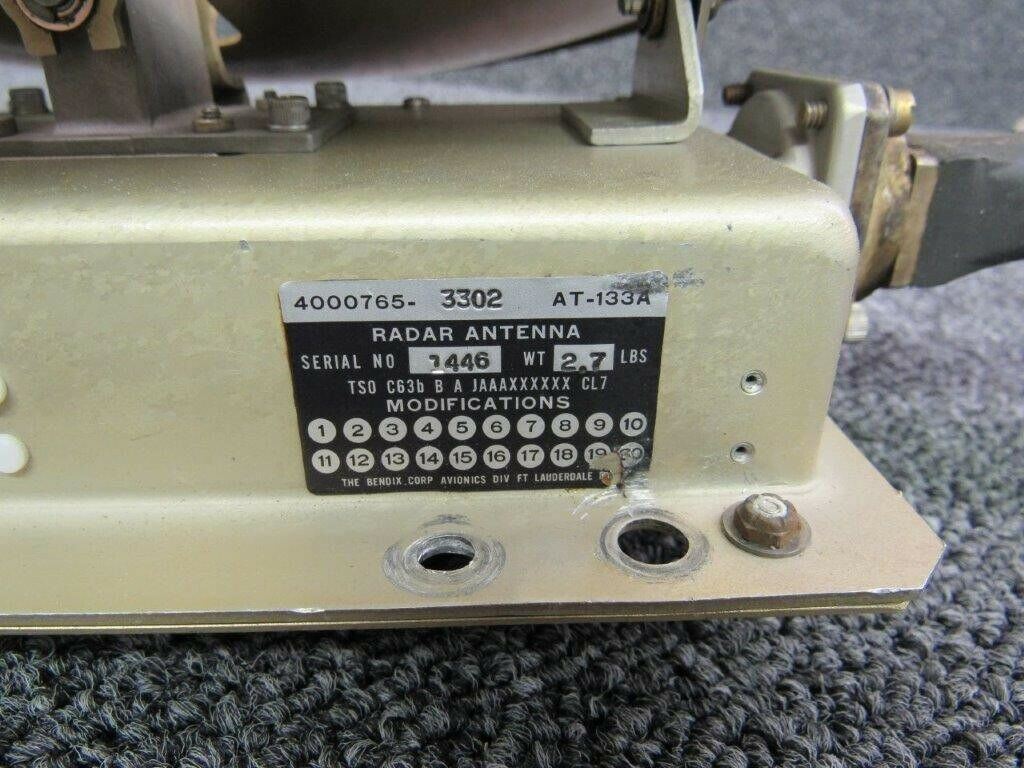 4000765- 3302 AT-133A
RADAR ANTENNA
SERIAL NO 1446 WT 2.7 LBS
TSO C63b B A JAAAXXXXXX CL7
MODIFICATIONS
1 2 3 4 5 6 7 8 9 10
11 12 13 14 15 16 17 18 19 20
THE BENDIX CORP AVIONICS DIV FT LAUDERDALE